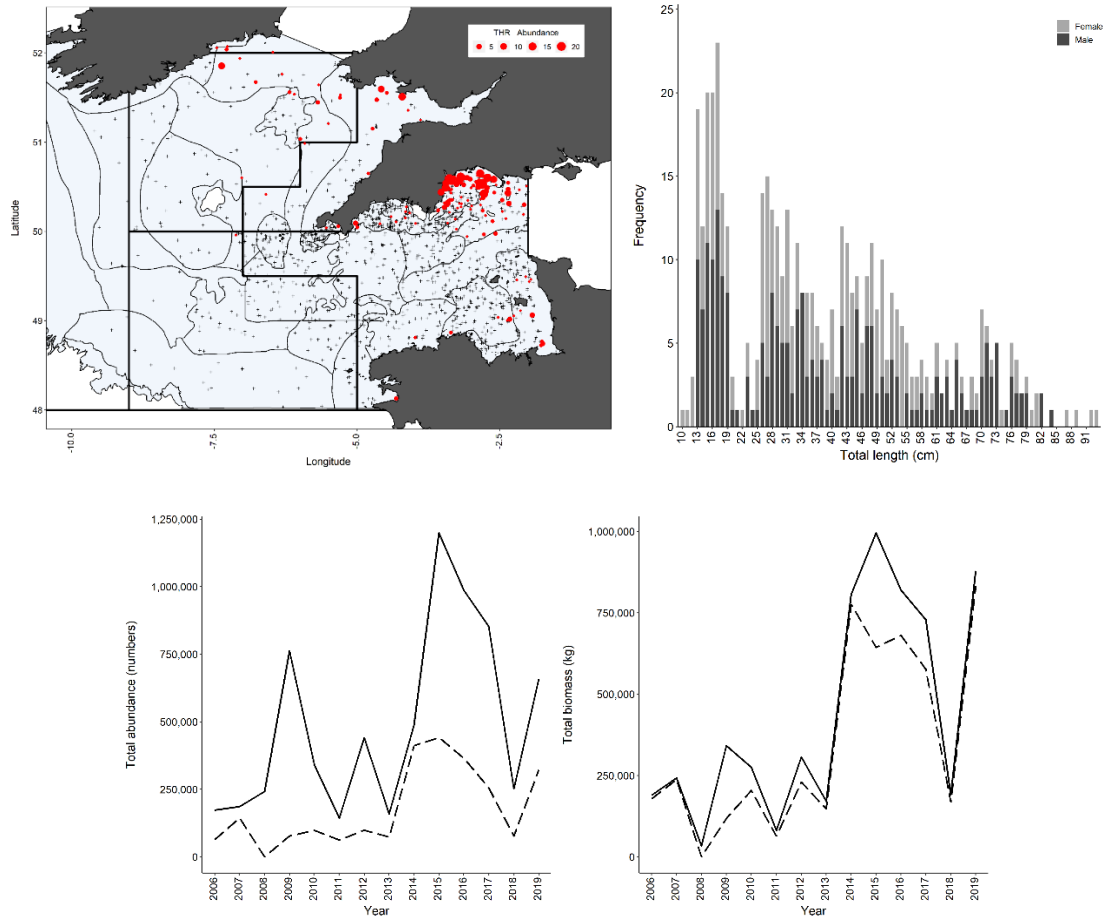 THR Abundance
5 10 15 20
52
51
50
49
48
Latitude
-10.0 -7.5 -5.0 -2.5
Longitude
25
20
15
10
5
0
Frequency
Female
Male
10 13 16 19 22 25 28 31 34 37 40 43 46 49 52 55 58 61 64 67 70 73 76 79 82 85 88 91
Total length (cm)
1,250,000
1,000,000
750,000
500,000
250,000
0
Total abundance (numbers)
2006 2007 2008 2009 2010 2011 2012 2013 2014 2015 2016 2017 2018 2019
Year
1,000,000
750,000
500,000
250,000
0
Total biomass (kg)
2006 2007 2008 2009 2010 2011 2012 2013 2014 2015 2016 2017 2018 2019
Year